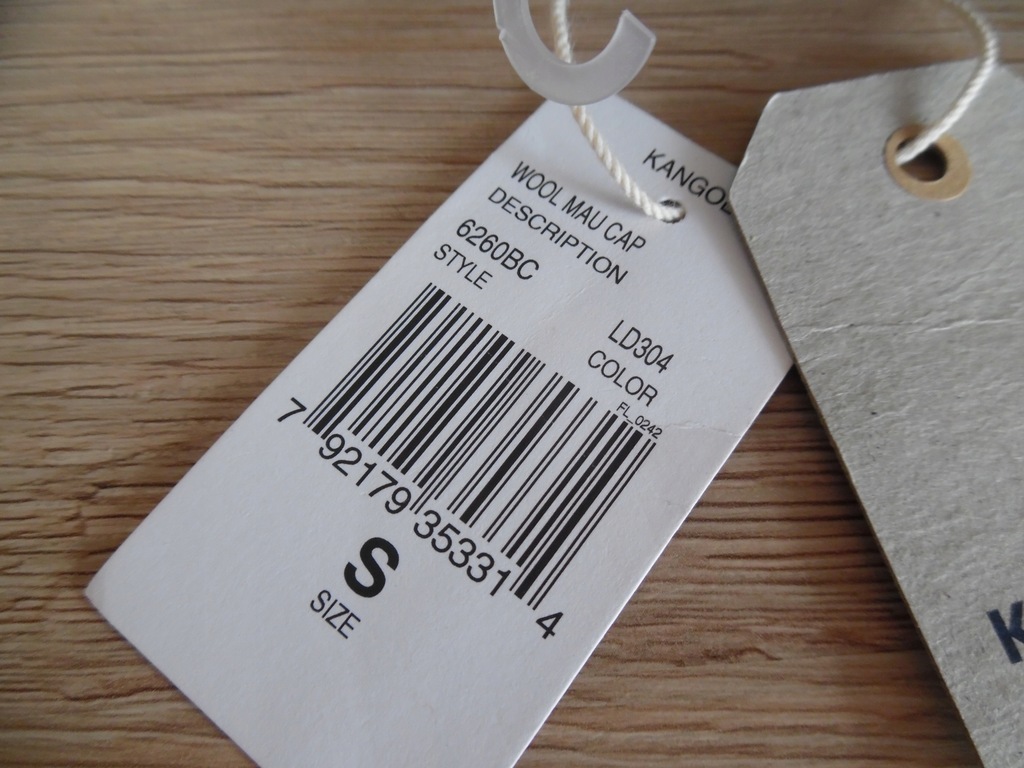 KANGOL
WOOL MAU CAP
DESCRIPTION
6260BC
STYLE
LD304
COLOR
FL_0242
7 92179 35331 4
S
SIZE
K